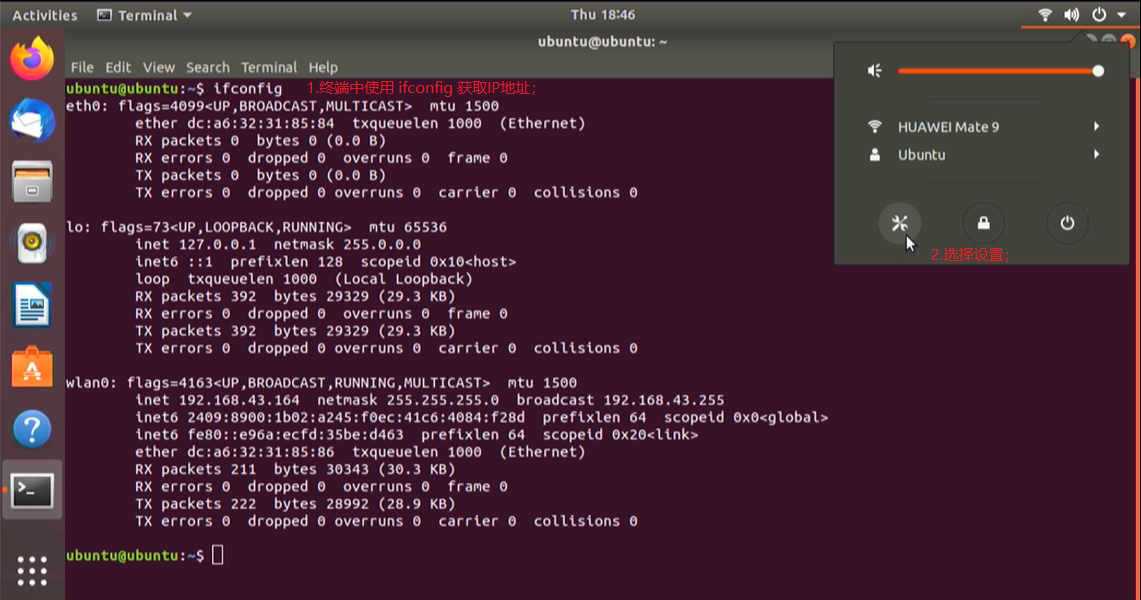 Activities Terminal Thu 18:46
ubuntu@ubuntu: ~
File Edit View Search Terminal Help
ubuntu@ubuntu:~$ ifconfig 1.终端中使用 ifconfig 获取IP地址;
eth0: flags=4099<UP,BROADCAST,MULTICAST> mtu 1500
ether dc:a6:32:31:85:84 txqueuelen 1000 (Ethernet)
RX packets 0 bytes 0 (0.0 B)
RX errors 0 dropped 0 overruns 0 frame 0
TX packets 0 bytes 0 (0.0 B)
TX errors 0 dropped 0 overruns 0 carrier 0 collisions 0
lo: flags=73<UP,LOOPBACK,RUNNING> mtu 65536
inet 127.0.0.1 netmask 255.0.0.0
inet6 ::1 prefixlen 128 scopeid 0x10<host>
loop txqueuelen 1000 (Local Loopback)
RX packets 392 bytes 29329 (29.3 KB)
RX errors 0 dropped 0 overruns 0 frame 0
TX packets 392 bytes 29329 (29.3 KB)
TX errors 0 dropped 0 overruns 0 carrier 0 collisions 0
wlan0: flags=4163<UP,BROADCAST,RUNNING,MULTICAST> mtu 1500
inet 192.168.43.164 netmask 255.255.255.0 broadcast 192.168.43.255
inet6 2409:8900:1b02:a245:f0ec:41c6:4084:f28d prefixlen 64 scopeid 0x0<global>
inet6 fe80::e96a:ecfd:35be:d463 prefixlen 64 scopeid 0x20<link>
ether dc:a6:32:31:85:86 txqueuelen 1000 (Ethernet)
RX packets 211 bytes 30343 (30.3 KB)
RX errors 0 dropped 0 overruns 0 frame 0
TX packets 222 bytes 28992 (28.9 KB)
TX errors 0 dropped 0 overruns 0 carrier 0 collisions 0
ubuntu@ubuntu:~$
HUAWEI Mate 9
Ubuntu
2.选择设置;